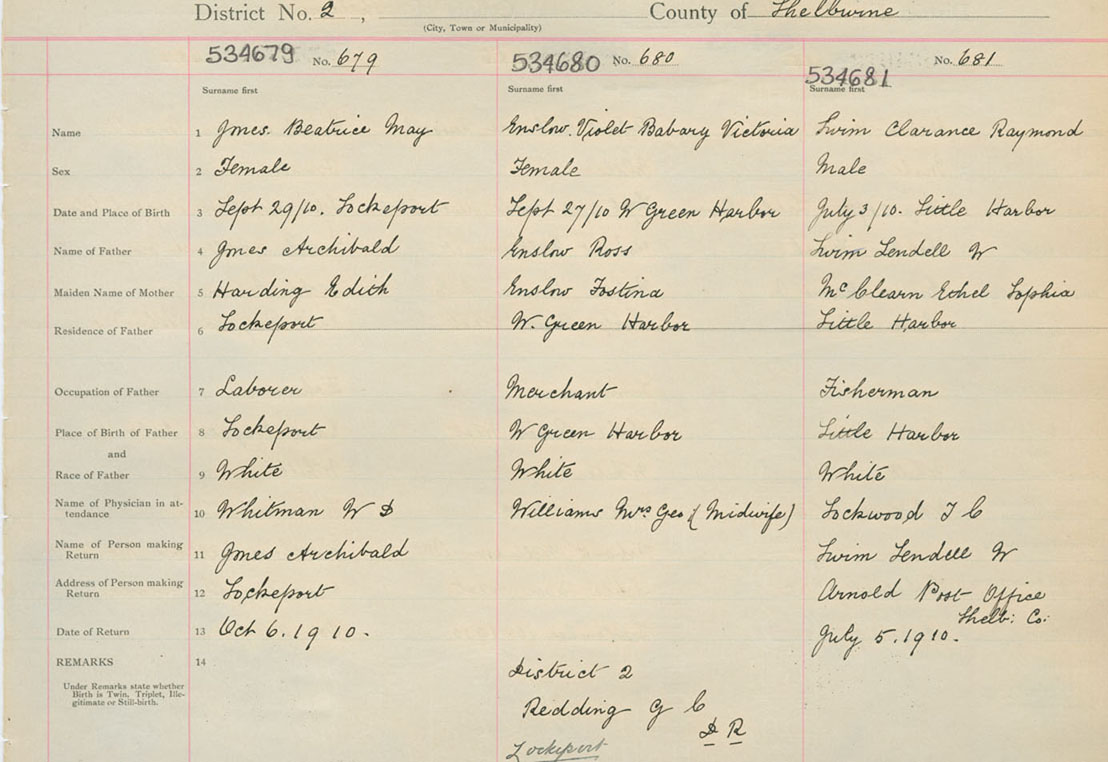 District No. 2, County of Shelburne
(City, Town or Municipality)
534679 No. 679 534680 No. 680 534681 No. 681
Surname first Surname first Surname first
Name 1 Jones. Beatrice May Enslow. Violet Babary Victoria Swim Clarance Raymond
Sex 2 Female Female Male
Date and Place of Birth 3 Sept 29/10. Lockeport Sept 27/10 W Green Harbor July 3/10. Little Harbor
Name of Father 4 Jones Archibald Enslow Ross Swim Lendell W
Maiden Name of Mother 5 Harding Edith Enslow Fostina McClearn Ethel Sophia
Residence of Father 6 Lockeport W. Green Harbor Little Harbor
Occupation of Father 7 Laborer Merchant Fisherman
Place of Birth of Father 8 Lockeport W Green Harbor Little Harbor
and
Race of Father 9 White White White
Name of Physician in at-
tendance 10 Whitman W D Williams Mrs Geo (Midwife) Lockwood T C
Name of Person making
Return 11 Jones Archibald Swim Lendell W
Address of Person making
Return 12 Lockeport Arnold Post Office
Shelb: Co:
Date of Return 13 Oct 6. 1910. July 5. 1910.
REMARKS 14 District 2
Under Remarks state whether
Birth is Twin, Triplet, Ille-
gitimate or Still-birth.
Redding G C
D R
Lockeport